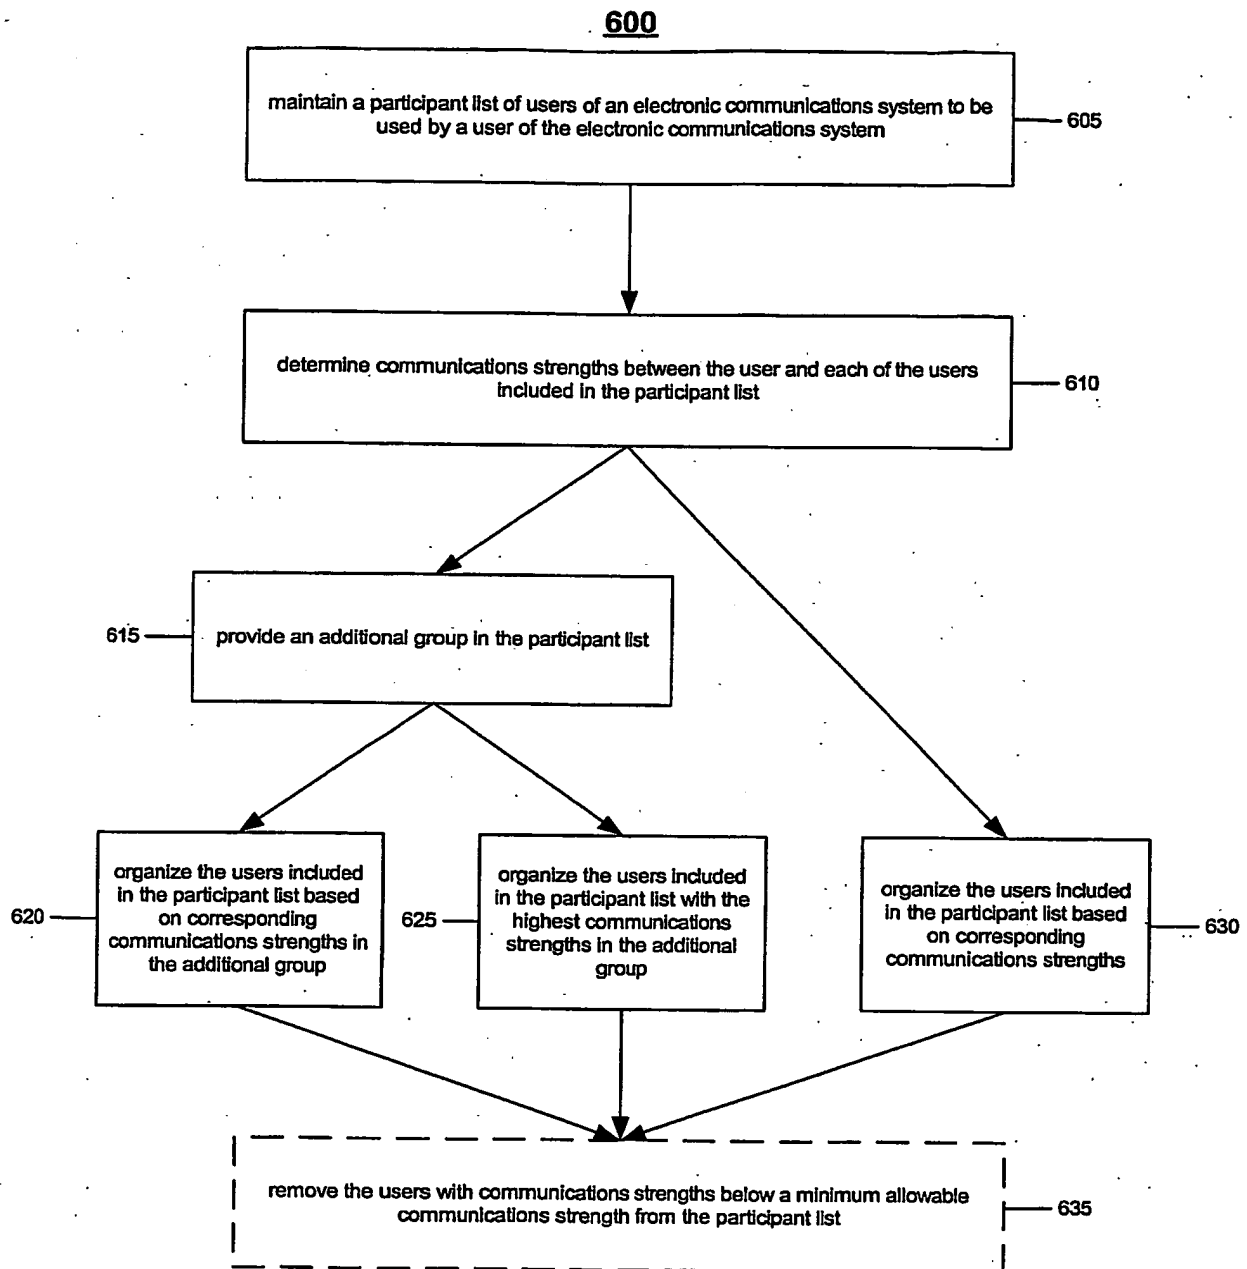 600
maintain a participant list of users of an electronic communications system to be
used by a user of the electronic communications system
605
determine communications strengths between the user and each of the users
included in the participant list
610
615
provide an additional group in the participant list
620
organize the users included
in the participant list based
on corresponding
communications strengths in
the additional group
625
organize the users included
in the participant list with the
highest communications
strengths in the additional
group
organize the users included
in the participant list based
on corresponding
communications strengths
630
remove the users with communications strengths below a minimum allowable
communications strength from the participant list
635